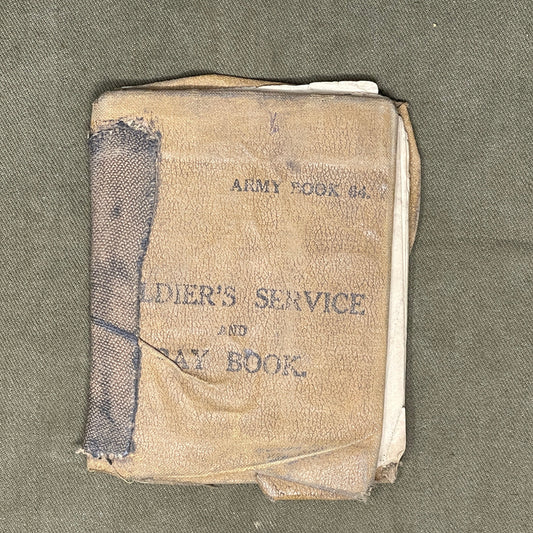 ARMY BOOK 64.
LDIER'S SERVICE
AND
AY BOOK.